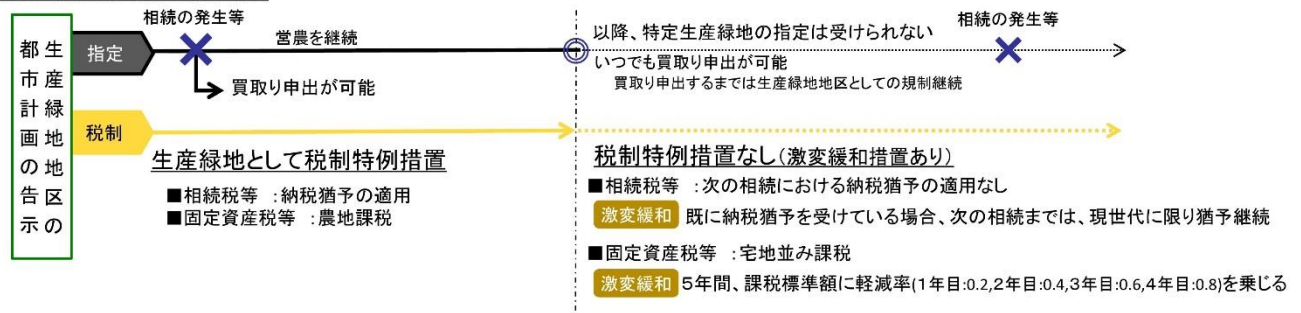 生産緑地地区の
都市計画の告示
指定
相続の発生等
営農を継続
買取り申出が可能
以降、特定生産緑地の指定は受けられない
いつでも買取り申出が可能
買取り申出するまでは生産緑地地区としての規制継続
相続の発生等
税制
生産緑地として税制特例措置
■相続税等 :納税猶予の適用
■固定資産税等 :農地課税
税制特例措置なし(激変緩和措置あり)
■相続税等 :次の相続における納税猶予の適用なし
激変緩和 既に納税猶予を受けている場合、次の相続までは、現世代に限り猶予継続
■固定資産税等 :宅地並み課税
激変緩和 5年間、課税標準額に軽減率(1年目:0.2,2年目:0.4,3年目:0.6,4年目:0.8)を乗じる